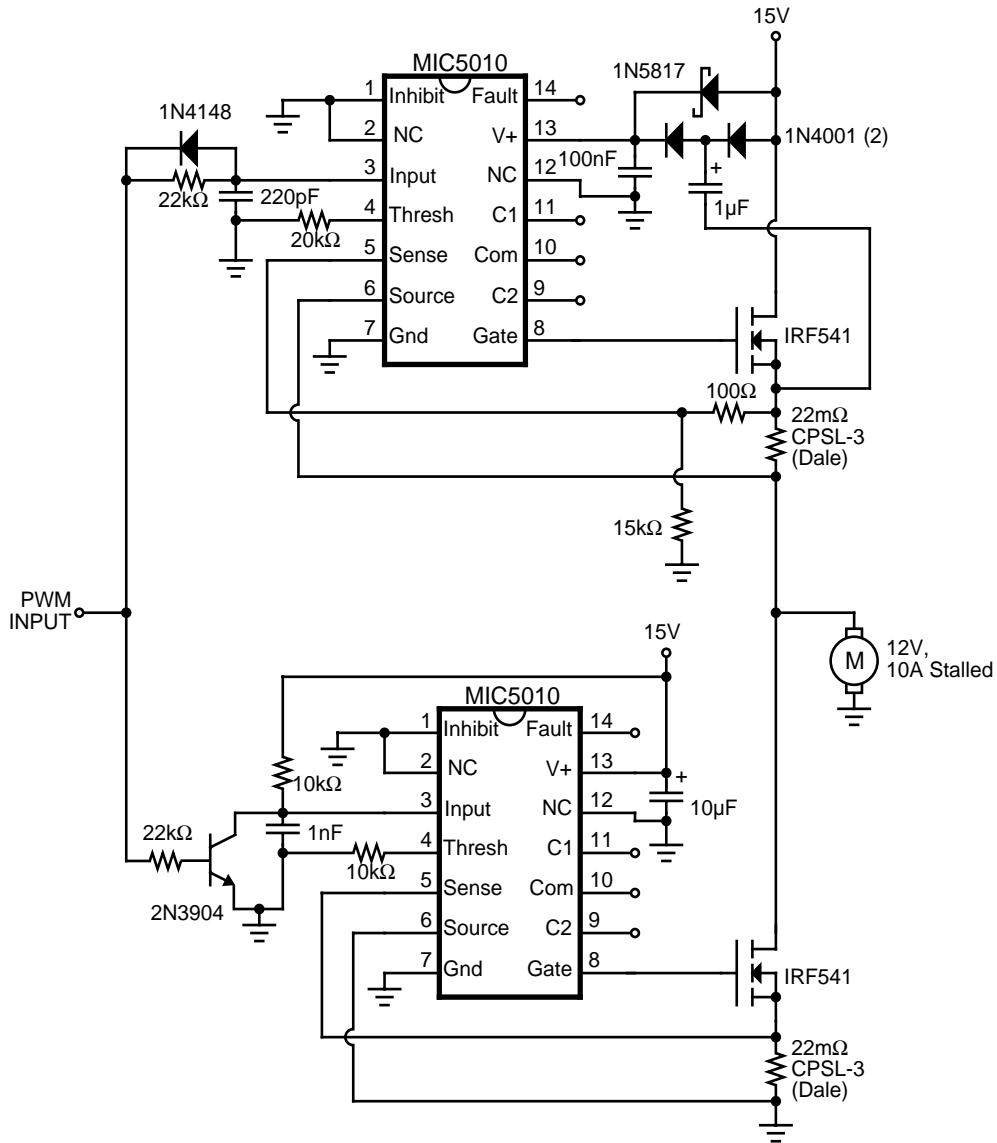 15V
MIC5010
1N5817
1 Inhibit Fault 14
1N4148
2 NC V+ 13
1N4001 (2)
100nF
3 Input NC 12
+
22kΩ
220pF
1µF
4 Thresh C1 11
20kΩ
5 Sense Com 10
6 Source C2 9
7 Gnd Gate 8
IRF541
100Ω
22mΩ
CPSL-3
(Dale)
15kΩ
PWM
INPUT
15V
12V,
10A Stalled
M
MIC5010
1 Inhibit Fault 14
2 NC V+ 13
+
10kΩ
10µF
3 Input NC 12
1nF
22kΩ
4 Thresh C1 11
10kΩ
5 Sense Com 10
2N3904
6 Source C2 9
7 Gnd Gate 8
IRF541
22mΩ
CPSL-3
(Dale)